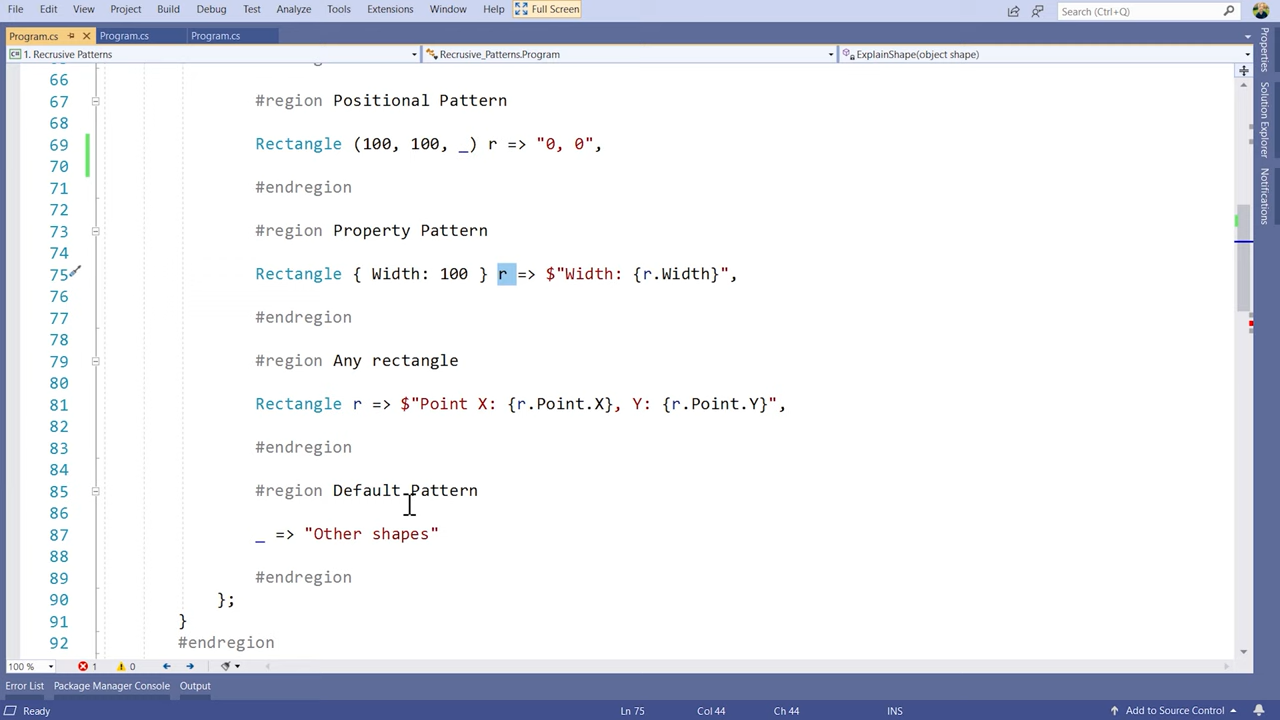 File Edit View Project Build Debug Test Analyze Tools Extensions Window Help Full Screen Search (Ctrl+Q)
Program.cs Program.cs Program.cs
C# 1. Recrusive Patterns Recrusive_Patterns.Program ExplainShape(object shape)
66
67 #region Positional Pattern
68
69 Rectangle (100, 100, _) r => "0, 0",
70
71 #endregion
72
73 #region Property Pattern
74
75 Rectangle { Width: 100 } r => $"Width: {r.Width}",
76
77 #endregion
78
79 #region Any rectangle
80
81 Rectangle r => $"Point X: {r.Point.X}, Y: {r.Point.Y}",
82
83 #endregion
84
85 #region Default Pattern
86
87 _ => "Other shapes"
88
89 #endregion
90 };
91 }
92 #endregion
100 % 1 0
Error List Package Manager Console Output
Ready Ln 75 Col 44 Ch 44 INS Add to Source Control
Properties
Solution Explorer
Notifications